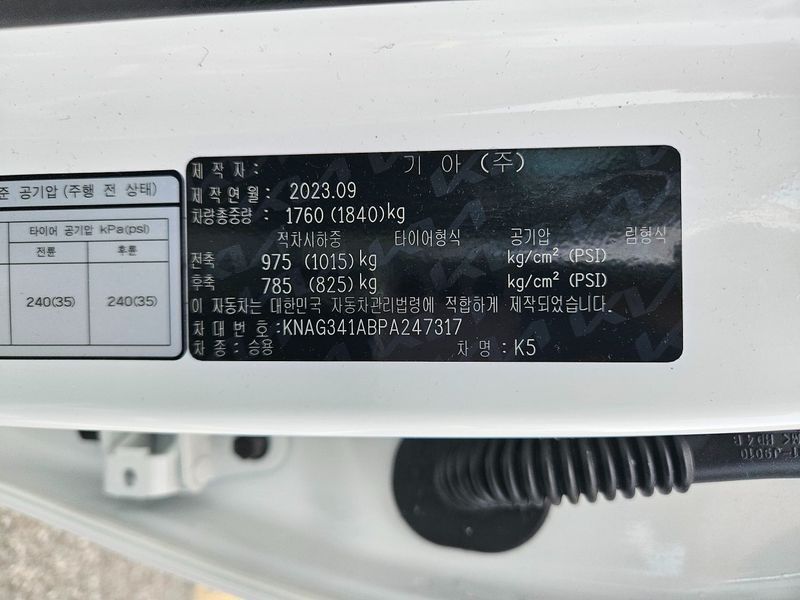 준 공기압 (주행 전 상태)
타이어 공기압 kPa(psi)
전륜 후륜
240(35) 240(35)
제 작 자 : 기 아 (주)
제작연월 : 2023.09
차량총중량 : 1760 (1840)kg
적차시하중 타이어형식 공기압 림형식
전축 975 (1015) kg kg/cm² (PSI)
후축 785 (825) kg kg/cm² (PSI)
이 자동차는 대한민국 자동차관리법령에 적합하게 제작되었습니다.
차 대 번 호 : KNAG341ABPA247317
차 종 : 승용 차 명 : K5